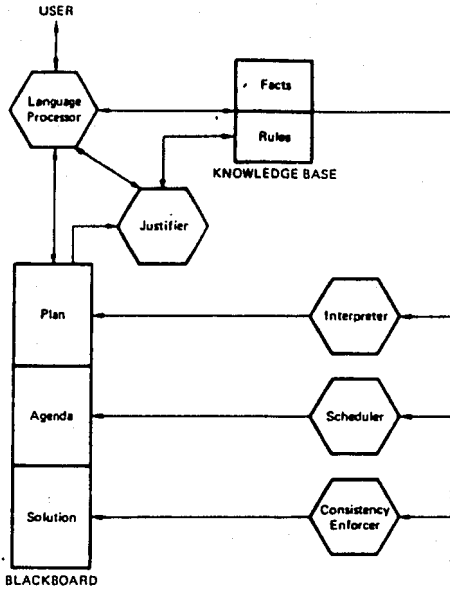 USER
Language
Processor
Facts
Rules
KNOWLEDGE BASE
Justifier
Plan
Interpreter
Agenda
Scheduler
Solution
Consistency
Enforcer
BLACKBOARD